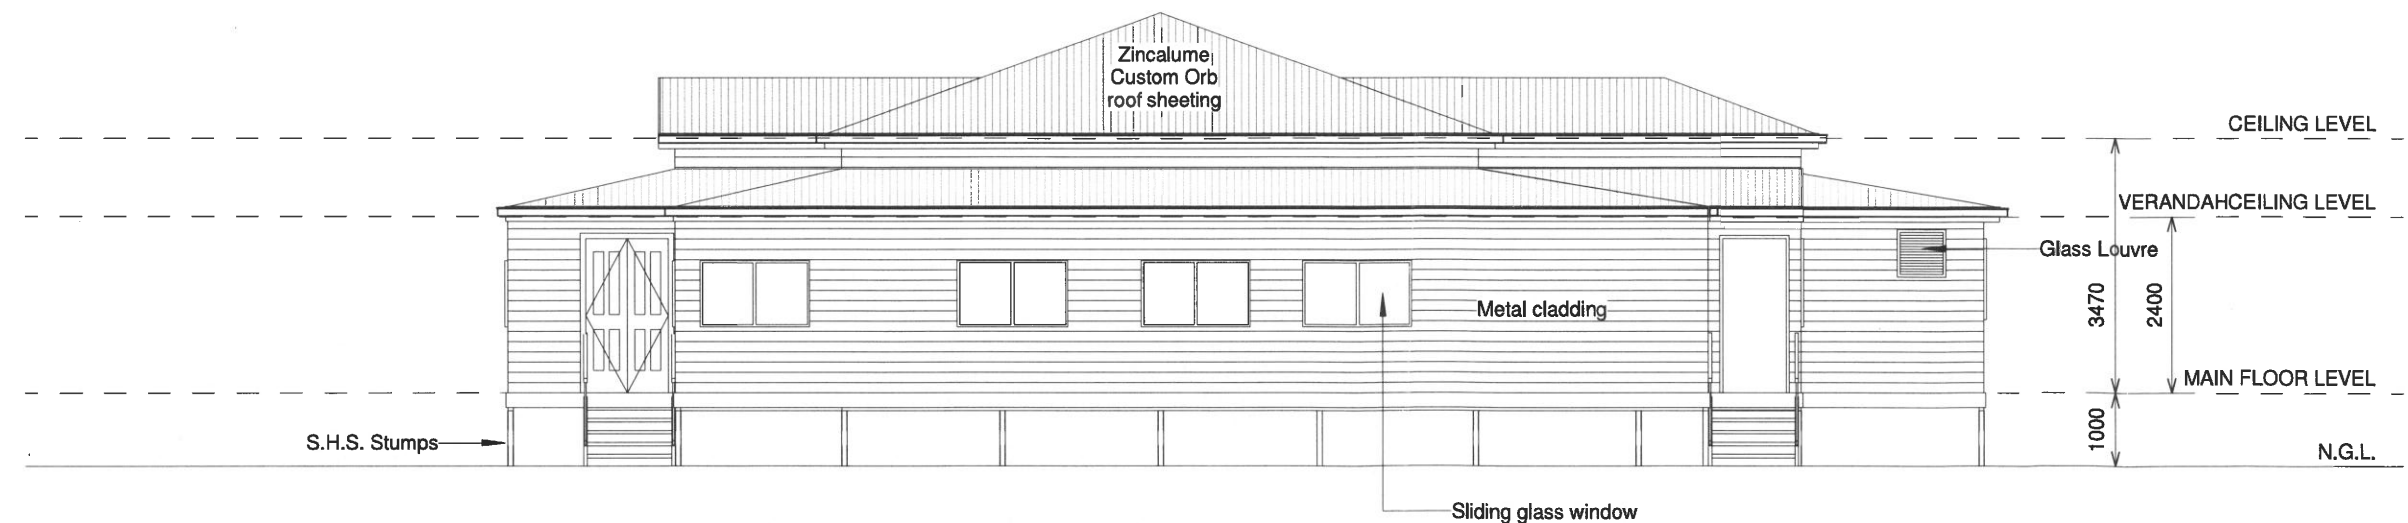 Zincalume
Custom Orb
roof sheeting
CEILING LEVEL
VERANDAHCEILING LEVEL
Glass Louvre
3470
2400
Metal cladding
MAIN FLOOR LEVEL
1000
S.H.S. Stumps
N.G.L.
Sliding glass window